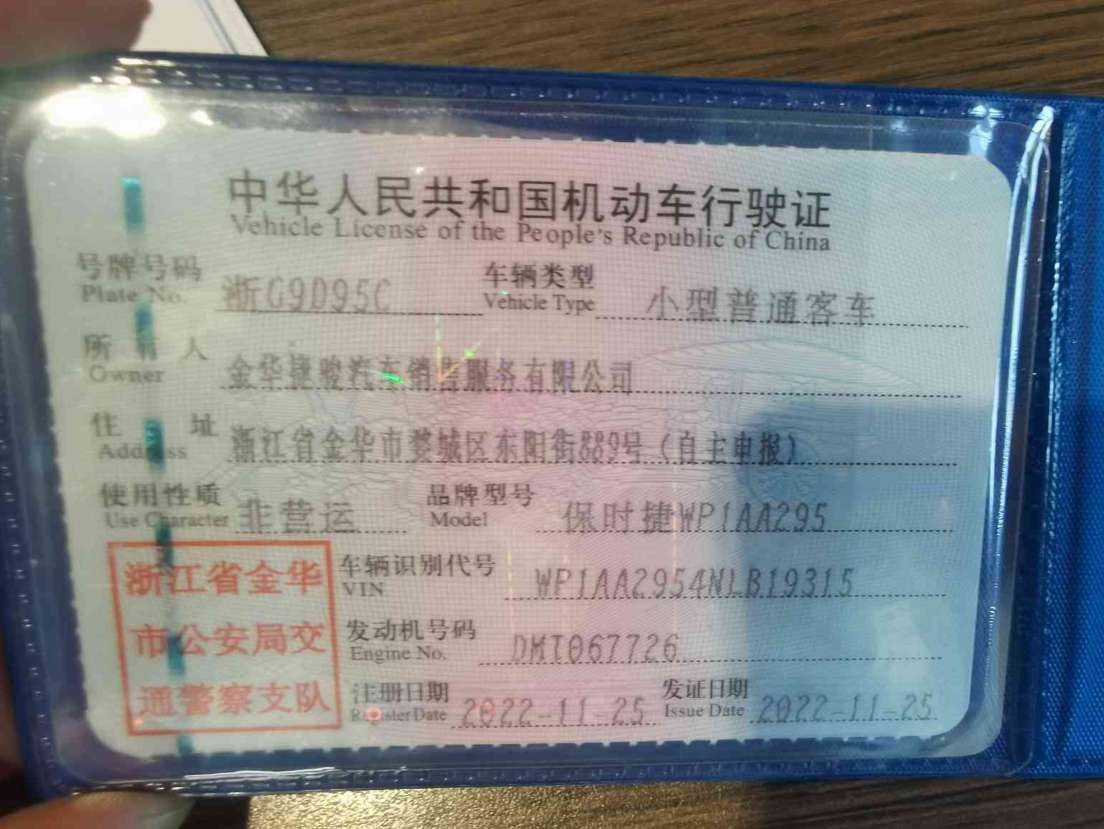 中华人民共和国机动车行驶证
Vehicle License of the People's Republic of China
号牌号码 浙G9D95C 车辆类型 小型普通客车
Plate No. Vehicle Type
所有人 金华捷骏汽车销售服务有限公司
Owner
住址 浙江省金华市婺城区东阳街889号（自主申报）
Address
使用性质 非营运 品牌型号 保时捷WP1AA295
Use Character Model
浙江省金华
市公安局交
通警察支队
车辆识别代号 WP1AA2954NLB19315
VIN
发动机号码 DMT067726
Engine No.
注册日期 2022-11-25 发证日期 2022-11-25
Register Date Issue Date